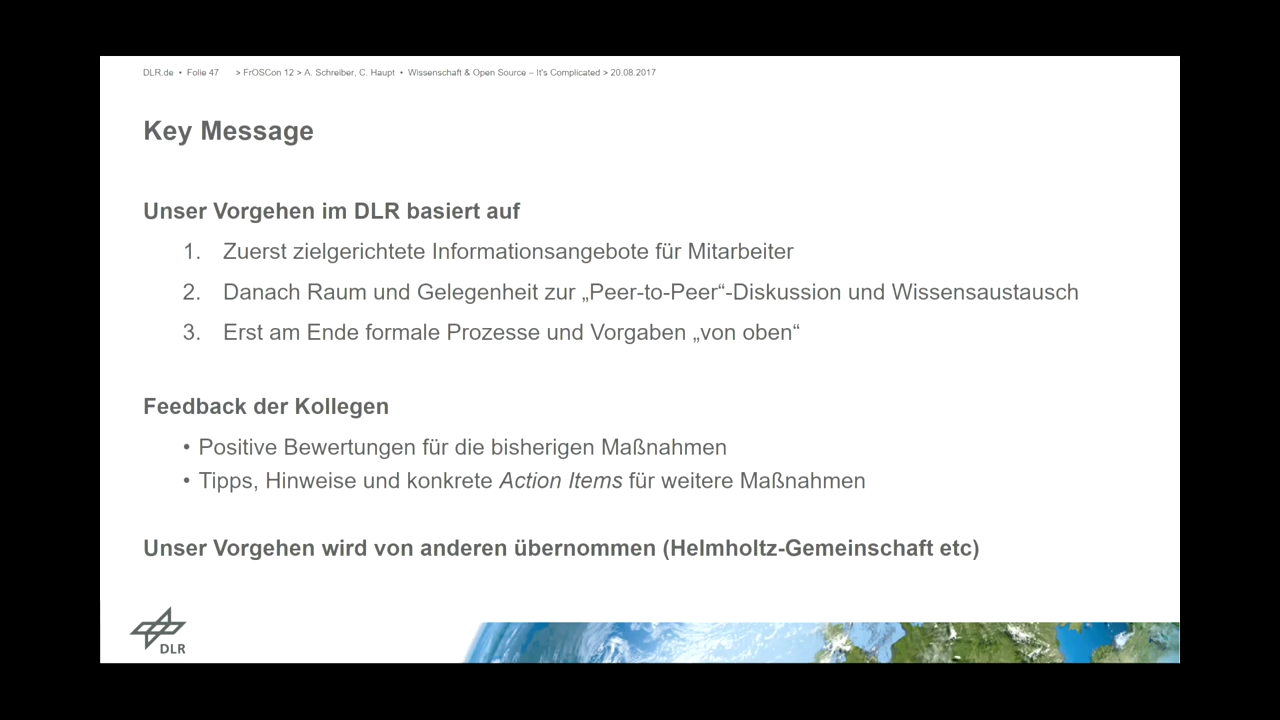 DLR.de • Folie 47 > FrOSCon 12 > A. Schreiber, C. Haupt • Wissenschaft & Open Source – It's Complicated > 20.08.2017
Key Message
Unser Vorgehen im DLR basiert auf
1. Zuerst zielgerichtete Informationsangebote für Mitarbeiter
2. Danach Raum und Gelegenheit zur „Peer-to-Peer“-Diskussion und Wissensaustausch
3. Erst am Ende formale Prozesse und Vorgaben „von oben“
Feedback der Kollegen
• Positive Bewertungen für die bisherigen Maßnahmen
• Tipps, Hinweise und konkrete Action Items für weitere Maßnahmen
Unser Vorgehen wird von anderen übernommen (Helmholtz-Gemeinschaft etc)
DLR